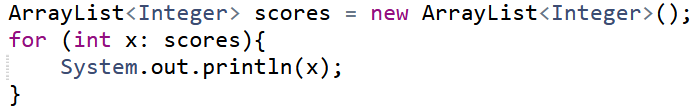 ArrayList<Integer> scores = new ArrayList<Integer>();
for (int x: scores){
    System.out.println(x);
}